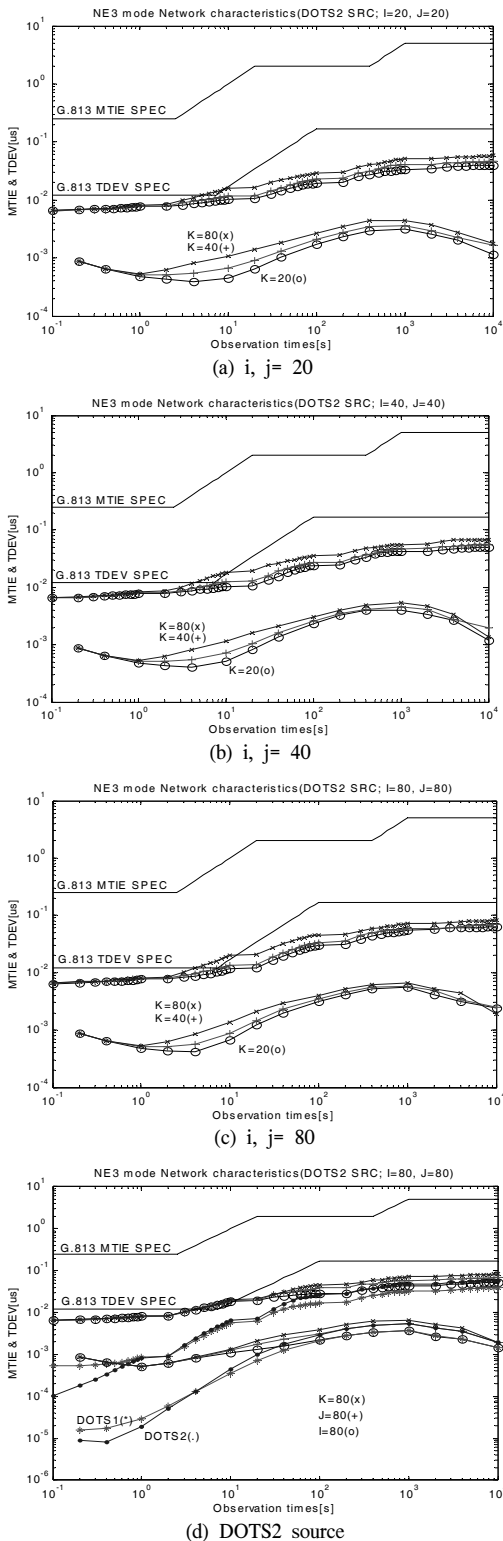 NE3 mode Network characteristics(DOTS2 SRC; I=20, J=20)
10^1
10^0
10^-1
10^-2
10^-3
10^-4
MTIE & TDEV[us]
G.813 MTIE SPEC
G.813 TDEV SPEC
K=80(x)
K=40(+)
K=20(o)
10^-1 10^0 10^1 10^2 10^3 10^4
Observation times[s]
(a) i, j= 20
NE3 mode Network characteristics(DOTS2 SRC; I=40, J=40)
10^1
10^0
10^-1
10^-2
10^-3
10^-4
MTIE & TDEV[us]
G.813 MTIE SPEC
G.813 TDEV SPEC
K=80(x)
K=40(+)
K=20(o)
10^-1 10^0 10^1 10^2 10^3 10^4
Observation times[s]
(b) i, j= 40
NE3 mode Network characteristics(DOTS2 SRC; I=80, J=80)
10^1
10^0
10^-1
10^-2
10^-3
10^-4
MTIE & TDEV[us]
G.813 MTIE SPEC
G.813 TDEV SPEC
K=80(x)
K=40(+)
K=20(o)
10^-1 10^0 10^1 10^2 10^3 10^4
Observation times[s]
(c) i, j= 80
NE3 mode Network characteristics(DOTS2 SRC; I=80, J=80)
10^1
10^0
10^-1
10^-2
10^-3
10^-4
10^-5
10^-6
MTIE & TDEV[us]
G.813 MTIE SPEC
G.813 TDEV SPEC
DOTS1(*)
DOTS2(.)
K=80(x)
J=80(+)
I=80(o)
10^-1 10^0 10^1 10^2 10^3 10^4
Observation times[s]
(d) DOTS2 source